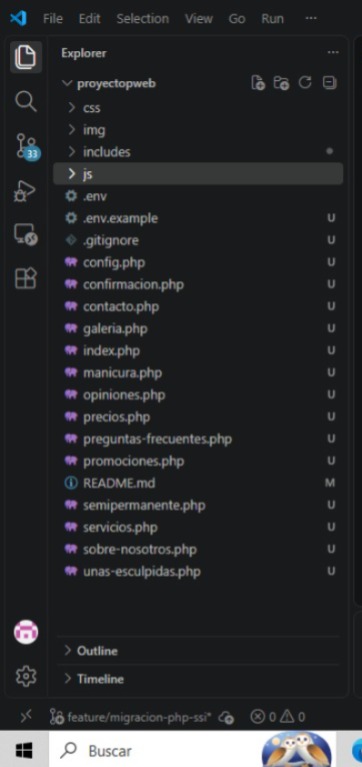 File Edit Selection View Go Run ...
Explorer ...
proyectopweb
css
img
includes
js
.env
.env.example U
.gitignore U
config.php U
confirmacion.php U
contacto.php U
galeria.php U
index.php U
manicura.php U
opiniones.php U
precios.php U
preguntas-frecuentes.php U
promociones.php U
README.md M
semipermanente.php U
servicios.php U
sobre-nosotros.php U
unas-esculpidas.php U
33
Outline
Timeline
feature/migracion-php-ssi* 0 0
Buscar